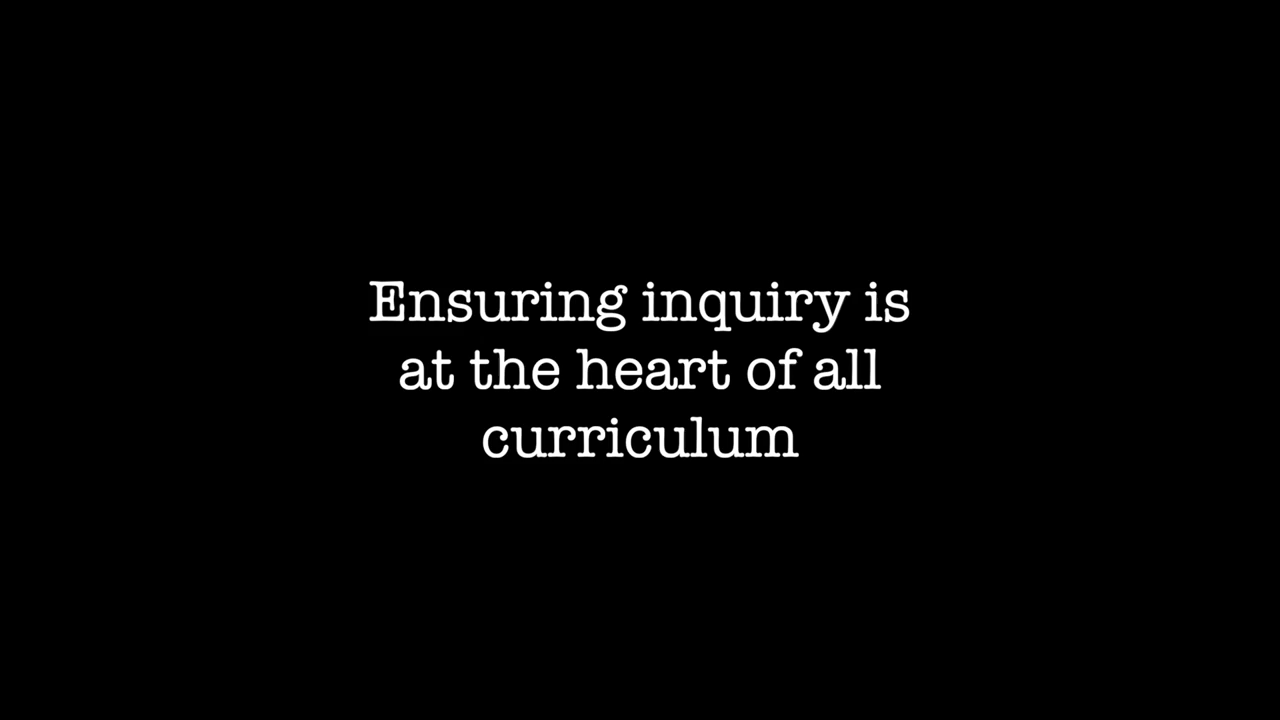 Ensuring inquiry is
at the heart of all
curriculum